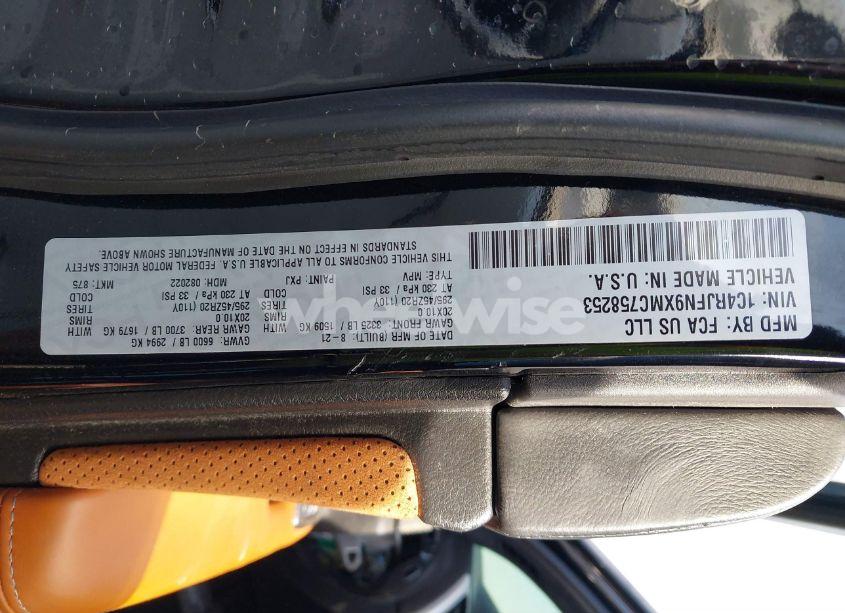 MFD BY: FCA US LLC
VIN: 1C4RJFN9XMC758253
VEHICLE MADE IN: U.S.A.
DATE OF MFR (BUILT): 8-21
GAWR FRONT: 3325 LB / 1509 KG
20X10.0
295/45ZR20 (110Y
AT 230 kPa / 33 PSI
TYPE: MPV
GVWR: 6600 LB / 2994 KG
GAWR REAR: 3700 LB / 1679 KG
20X10.0
295/45ZR20 (110Y
AT 230 kPa / 33 PSI
PAINT: PXJ
MDH: 082022
WITH
RIMS
TIRES
COLD
WITH
RIMS
TIRES
COLD
MKT: 875
THIS VEHICLE CONFORMS TO ALL APPLICABLE U.S.A. FEDERAL MOTOR VEHICLE SAFETY
STANDARDS IN EFFECT ON THE DATE OF MANUFACTURE SHOWN ABOVE.
wheelwise